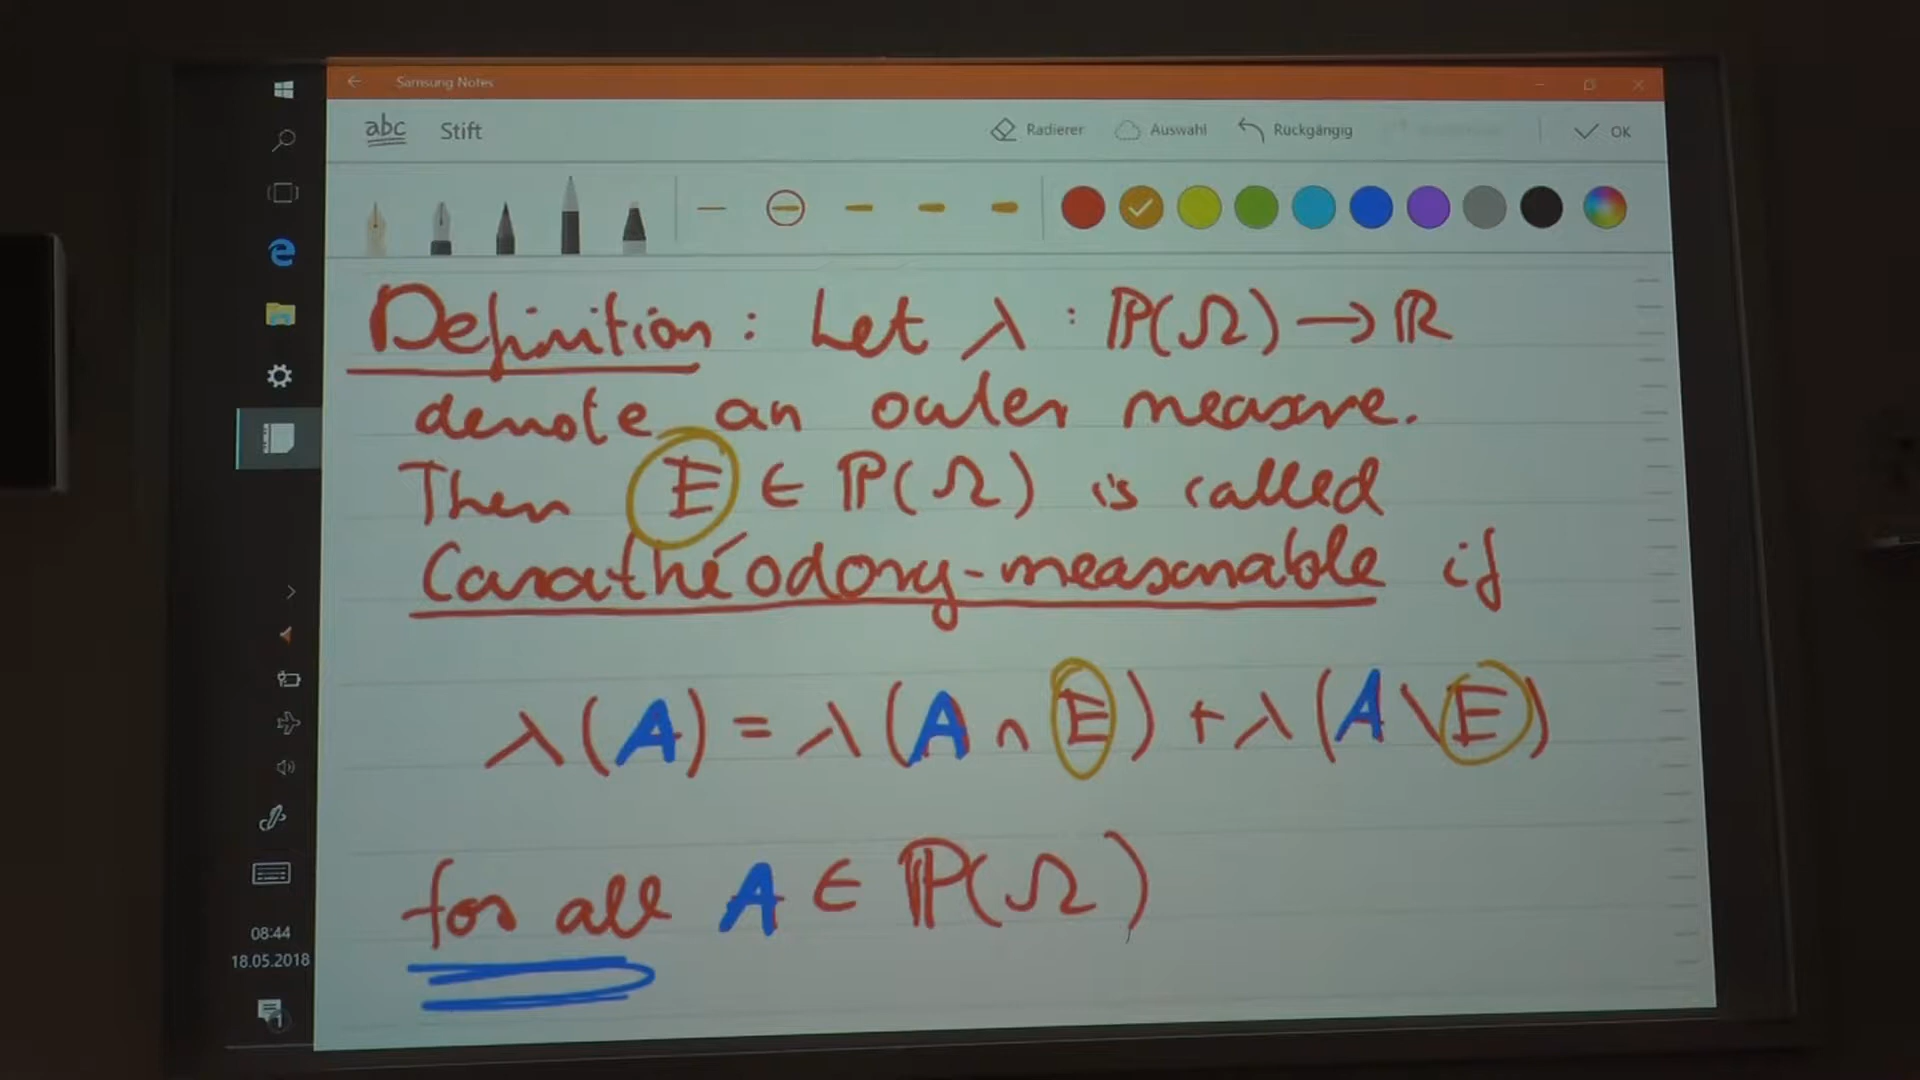 Samsung Notes
abc Stift Radierer Auswahl Rückgängig OK
Definition: Let λ : ℙ(Ω) → ℝ
denote an outer measure.
Then E ∈ ℙ(Ω) is called
Carathéodory-measurable if
λ(A) = λ(A ∩ E) + λ(A \ E)
for all A ∈ ℙ(Ω)
08:44
18.05.2018
1